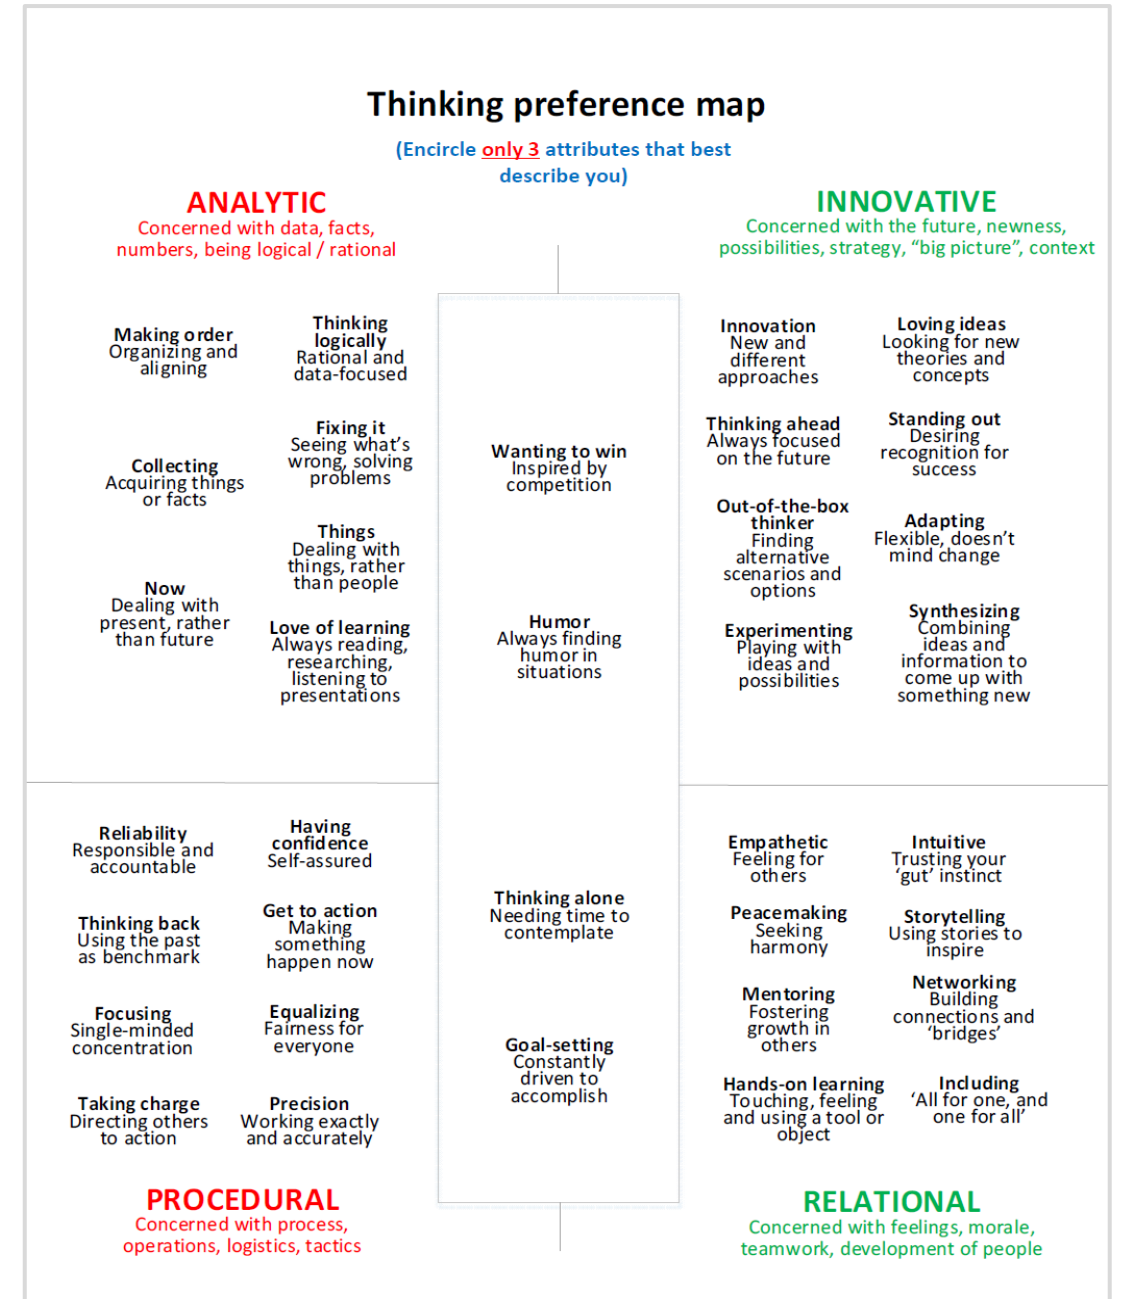 Thinking preference map
(Encircle only 3 attributes that best
describe you)
ANALYTIC
Concerned with data, facts,
numbers, being logical / rational
INNOVATIVE
Concerned with the future, newness,
possibilities, strategy, “big picture”, context
Making order
Organizing and
aligning
Thinking
logically
Rational and
data-focused
Collecting
Acquiring things
or facts
Fixing it
Seeing what’s
wrong, solving
problems
Things
Dealing with
things, rather
than people
Now
Dealing with
present, rather
than future
Love of learning
Always reading,
researching,
listening to
presentations
Wanting to win
Inspired by
competition
Humor
Always finding
humor in
situations
Innovation
New and
different
approaches
Loving ideas
Looking for new
theories and
concepts
Thinking ahead
Always focused
on the future
Standing out
Desiring
recognition for
success
Out-of-the-box
thinker
Finding
alternative
scenarios and
options
Adapting
Flexible, doesn’t
mind change
Experimenting
Playing with
ideas and
possibilities
Synthesizing
Combining
ideas and
information to
come up with
something new
Reliability
Responsible and
accountable
Having
confidence
Self-assured
Thinking back
Using the past
as benchmark
Get to action
Making
something
happen now
Focusing
Single-minded
concentration
Equalizing
Fairness for
everyone
Taking charge
Directing others
to action
Precision
Working exactly
and accurately
Thinking alone
Needing time to
contemplate
Goal-setting
Constantly
driven to
accomplish
Empathetic
Feeling for
others
Intuitive
Trusting your
‘gut’ instinct
Peacemaking
Seeking
harmony
Storytelling
Using stories to
inspire
Mentoring
Fostering
growth in
others
Networking
Building
connections and
‘bridges’
Hands-on learning
Touching, feeling
and using a tool or
object
Including
‘All for one, and
one for all’
PROCEDURAL
Concerned with process,
operations, logistics, tactics
RELATIONAL
Concerned with feelings, morale,
teamwork, development of people